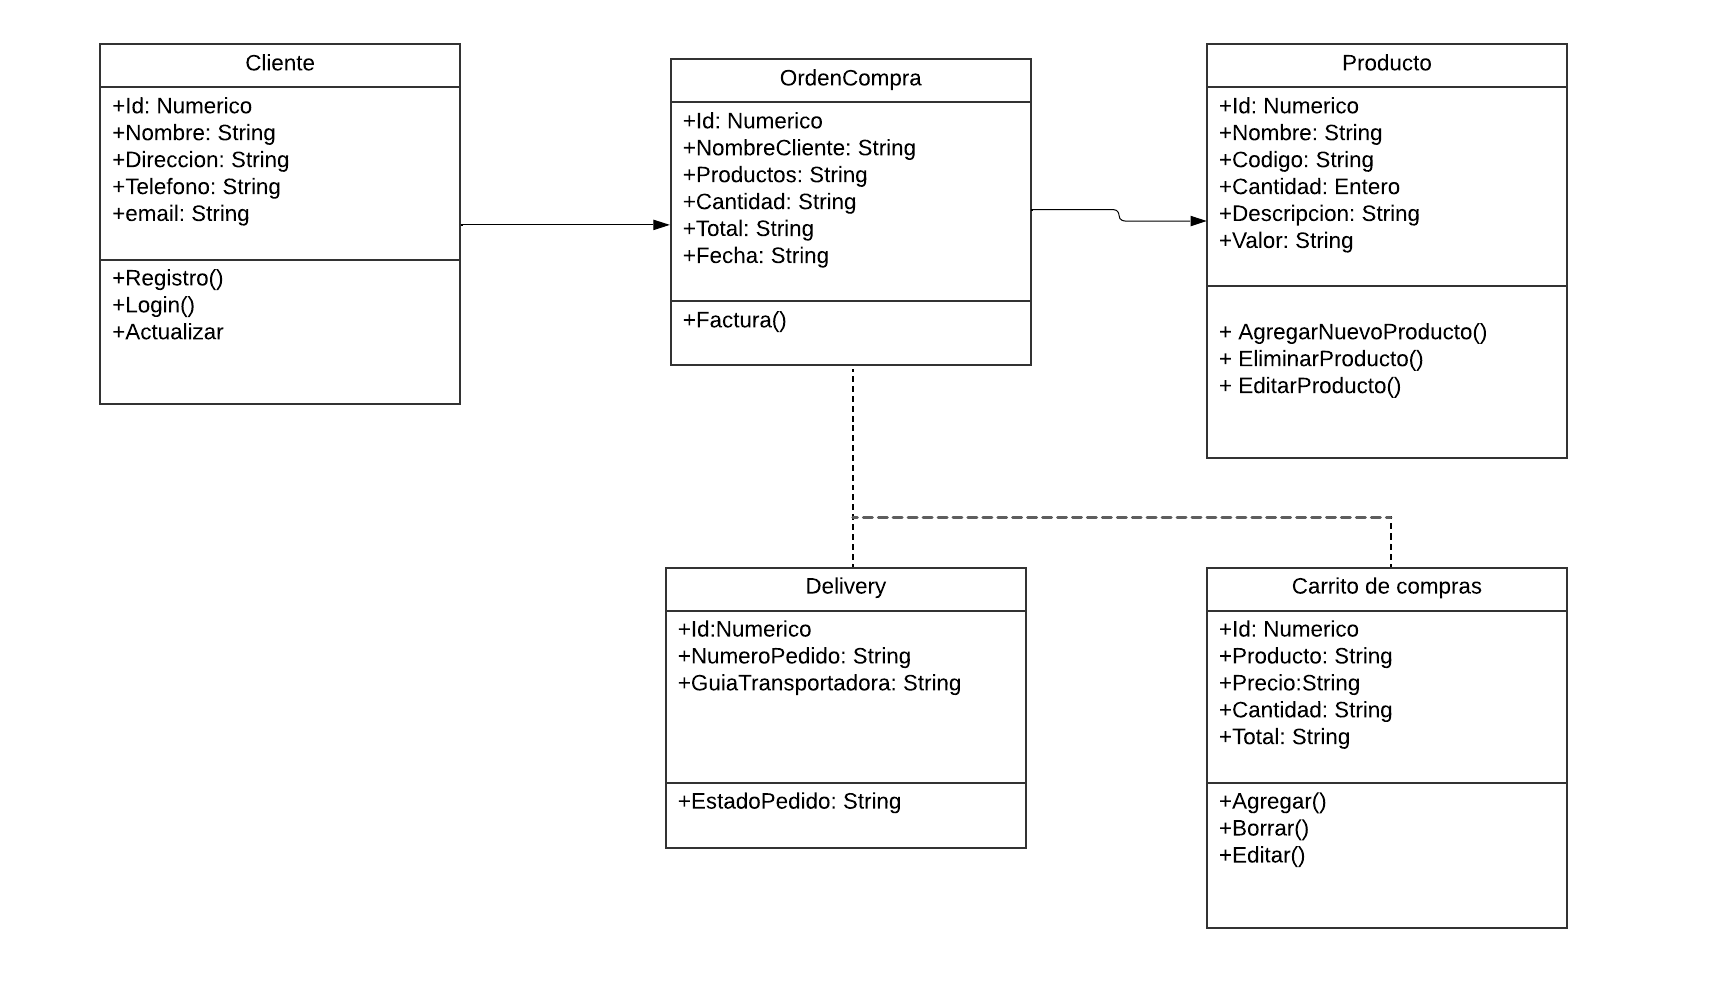 Cliente
+Id: Numerico
+Nombre: String
+Direccion: String
+Telefono: String
+email: String
+Registro()
+Login()
+Actualizar
OrdenCompra
+Id: Numerico
+NombreCliente: String
+Productos: String
+Cantidad: String
+Total: String
+Fecha: String
+Factura()
Producto
+Id: Numerico
+Nombre: String
+Codigo: String
+Cantidad: Entero
+Descripcion: String
+Valor: String
+ AgregarNuevoProducto()
+ EliminarProducto()
+ EditarProducto()
Delivery
+Id:Numerico
+NumeroPedido: String
+GuiaTransportadora: String
+EstadoPedido: String
Carrito de compras
+Id: Numerico
+Producto: String
+Precio:String
+Cantidad: String
+Total: String
+Agregar()
+Borrar()
+Editar()